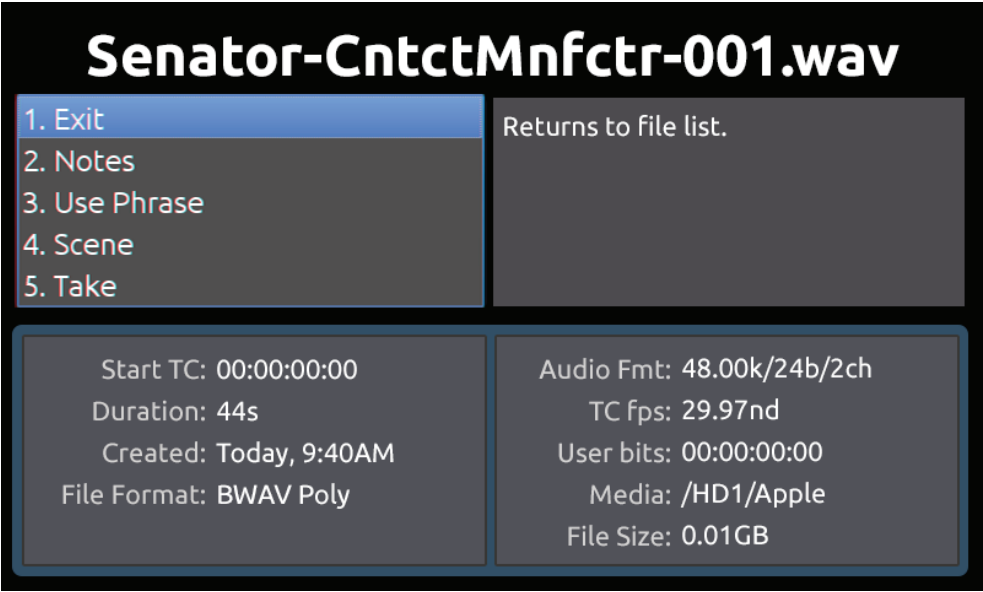 Senator-CntctMnfctr-001.wav
1. Exit
2. Notes
3. Use Phrase
4. Scene
5. Take
Returns to file list.
Start TC: 00:00:00:00
Duration: 44s
Created: Today, 9:40AM
File Format: BWAV Poly
Audio Fmt: 48.00k/24b/2ch
TC fps: 29.97nd
User bits: 00:00:00:00
Media: /HD1/Apple
File Size: 0.01GB